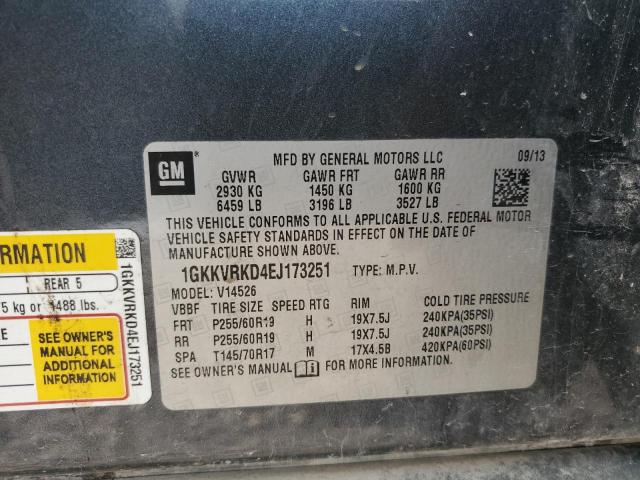 GM
MFD BY GENERAL MOTORS LLC 09/13
GVWR GAWR FRT GAWR RR
2930 KG 1450 KG 1600 KG
6459 LB 3196 LB 3527 LB
THIS VEHICLE CONFORMS TO ALL APPLICABLE U.S. FEDERAL MOTOR
VEHICLE SAFETY STANDARDS IN EFFECT ON THE DATE OF
MANUFACTURE SHOWN ABOVE.
1GKKVRKD4EJ173251 TYPE: M.P.V.
MODEL: V14526
VBBF TIRE SIZE SPEED RTG RIM COLD TIRE PRESSURE
FRT P255/60R19 H 19X7.5J 240KPA(35PSI)
RR P255/60R19 H 19X7.5J 240KPA(35PSI)
SPA T145/70R17 M 17X4.5B 420KPA(60PSI)
SEE OWNER'S MANUAL FOR MORE INFORMATION.
REAR 5
kg or 488 lbs.
SEE OWNER'S
MANUAL FOR
ADDITIONAL
INFORMATION
1GKKVRKD4EJ173251